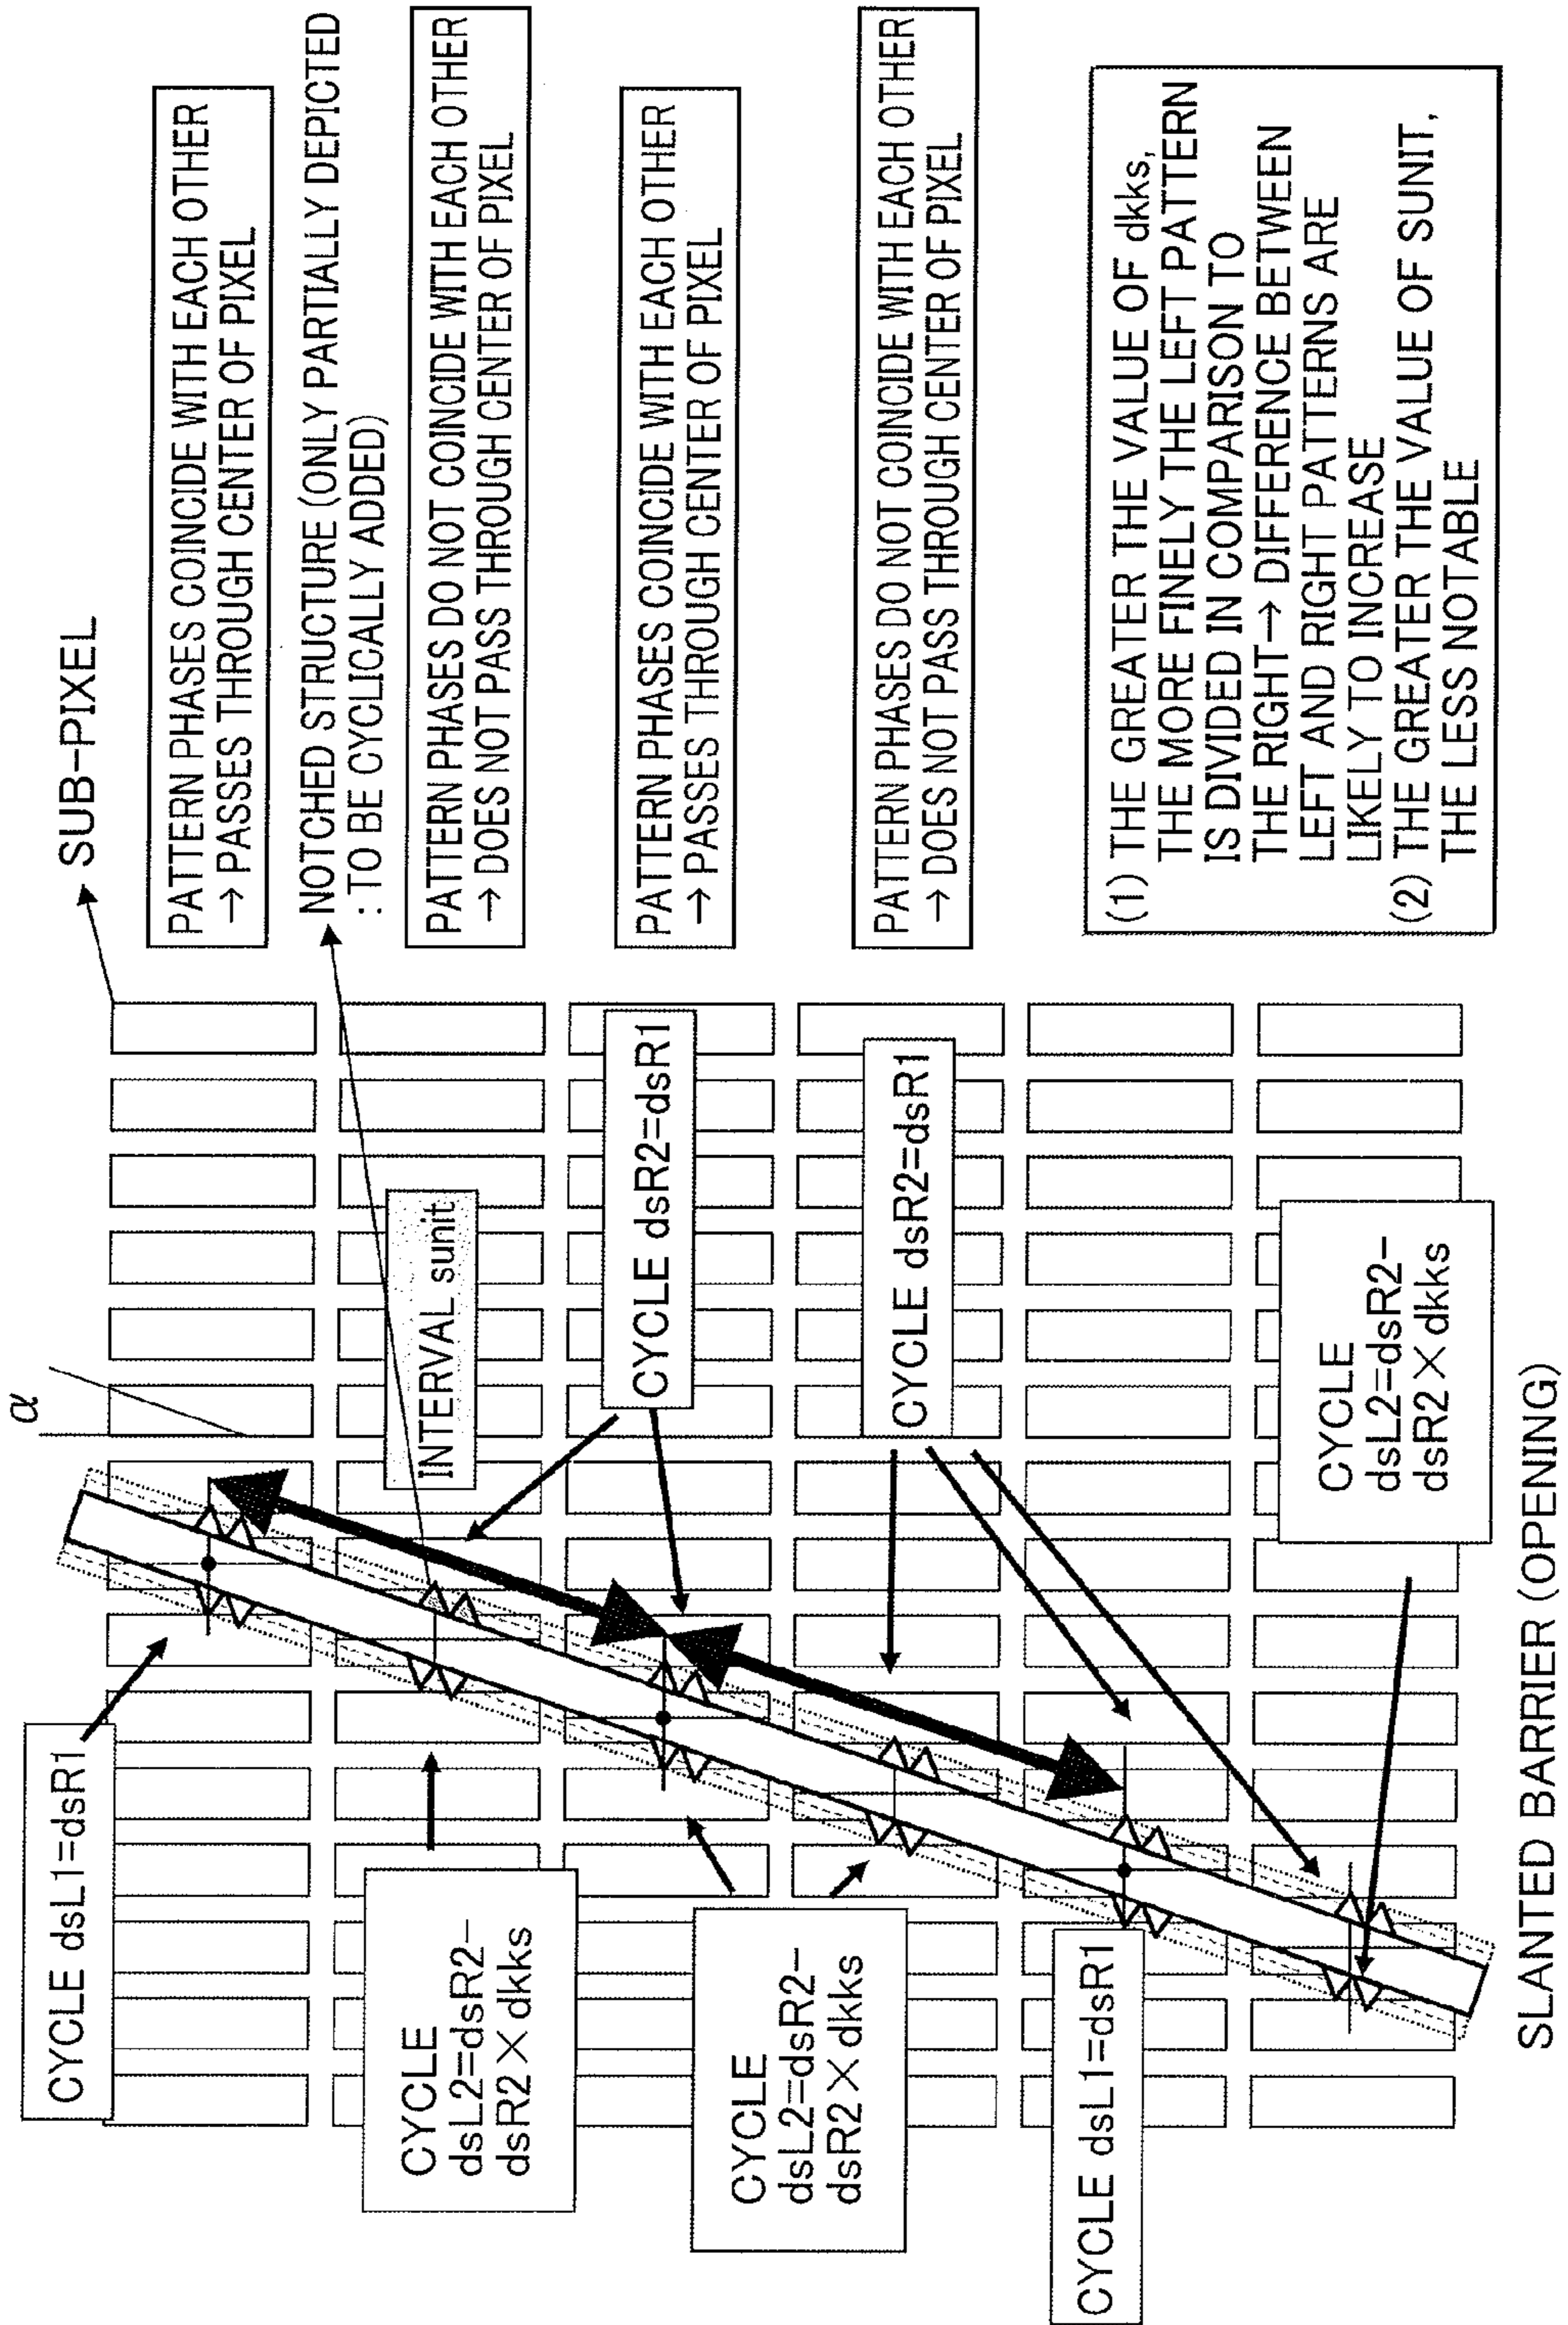 α
SUB-PIXEL
CYCLE dsL1=dsR1
PATTERN PHASES COINCIDE WITH EACH OTHER
→ PASSES THROUGH CENTER OF PIXEL
NOTCHED STRUCTURE (ONLY PARTIALLY DEPICTED
: TO BE CYCLICALLY ADDED)
INTERVAL sunit
CYCLE
dsL2=dsR2-
dsR2×dkks
PATTERN PHASES DO NOT COINCIDE WITH EACH OTHER
→ DOES NOT PASS THROUGH CENTER OF PIXEL
CYCLE dsR2=dsR1
PATTERN PHASES COINCIDE WITH EACH OTHER
→ PASSES THROUGH CENTER OF PIXEL
CYCLE
dsL2=dsR2-
dsR2×dkks
CYCLE dsR2=dsR1
PATTERN PHASES DO NOT COINCIDE WITH EACH OTHER
→ DOES NOT PASS THROUGH CENTER OF PIXEL
CYCLE dsL1=dsR1
CYCLE
dsL2=dsR2-
dsR2×dkks
(1) THE GREATER THE VALUE OF dkks,
THE MORE FINELY THE LEFT PATTERN
IS DIVIDED IN COMPARISON TO
THE RIGHT→ DIFFERENCE BETWEEN
LEFT AND RIGHT PATTERNS ARE
LIKELY TO INCREASE
(2) THE GREATER THE VALUE OF SUNIT,
THE LESS NOTABLE
SLANTED BARRIER (OPENING)